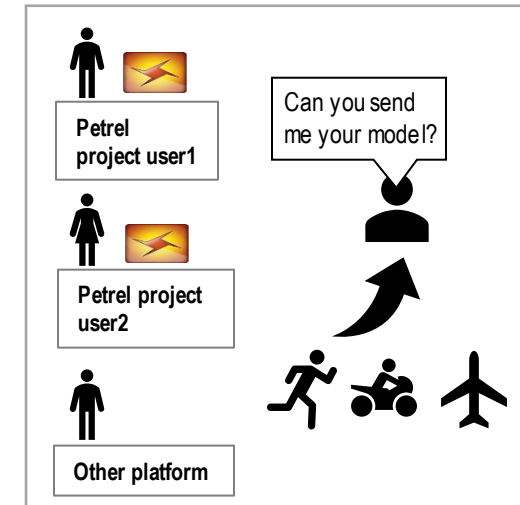 Petrel
project user1
Can you send
me your model?
Petrel project
user2
Other platform